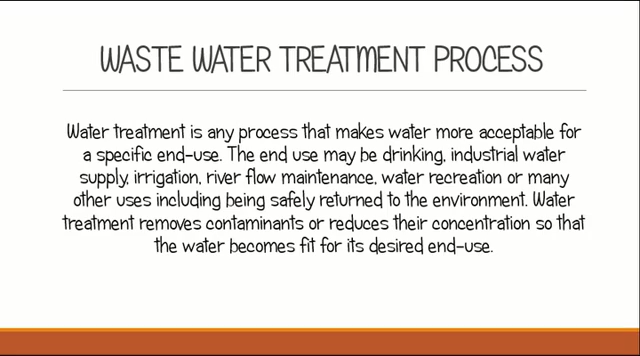 WASTE WATER TREATMENT PROCESS
Water treatment is any process that makes water more acceptable for
a specific end-use. The end use may be drinking, industrial water
supply, irrigation, river flow maintenance, water recreation or many
other uses including being safely returned to the environment. Water
treatment removes contaminants or reduces their concentration so that
the water becomes fit for its desired end-use.